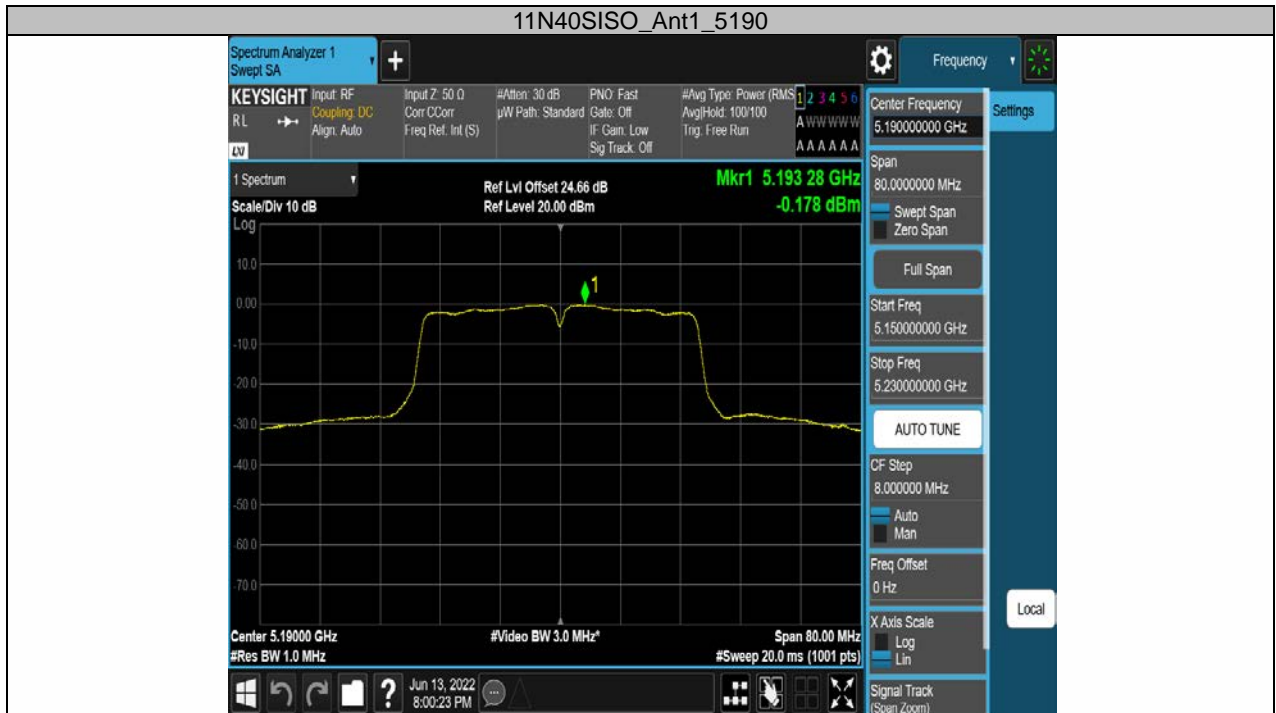 11N40SISO_Ant1_5190
Spectrum Analyzer 1
Swept SA
+
Frequency
KEYSIGHT
RL
LXI
Input: RF
Coupling: DC
Align: Auto
Input Z: 50 Ω
Corr CCorr
Freq Ref: Int (S)
#Atten: 30 dB
µW Path: Standard
PNO: Fast
Gate: Off
IF Gain: Low
Sig Track: Off
#Avg Type: Power (RMS
Avg|Hold: 100/100
Trig: Free Run
1 2 3 4 5 6
A W W W W W
A A A A A A
Center Frequency
5.190000000 GHz
Settings
1 Spectrum
Scale/Div 10 dB
Ref Lvl Offset 24.66 dB
Ref Level 20.00 dBm
Mkr1 5.193 28 GHz
-0.178 dBm
Span
80.0000000 MHz
Swept Span
Zero Span
Full Span
Start Freq
5.150000000 GHz
Stop Freq
5.230000000 GHz
AUTO TUNE
CF Step
8.000000 MHz
Auto
Man
Freq Offset
0 Hz
X Axis Scale
Log
Lin
Signal Track
(Span Zoom)
Local
Log
10.0
0.00
-10.0
-20.0
-30.0
-40.0
-50.0
-60.0
-70.0
1
Center 5.19000 GHz
#Res BW 1.0 MHz
#Video BW 3.0 MHz*
Span 80.00 MHz
#Sweep 20.0 ms (1001 pts)
?
Jun 13, 2022
8:00:23 PM